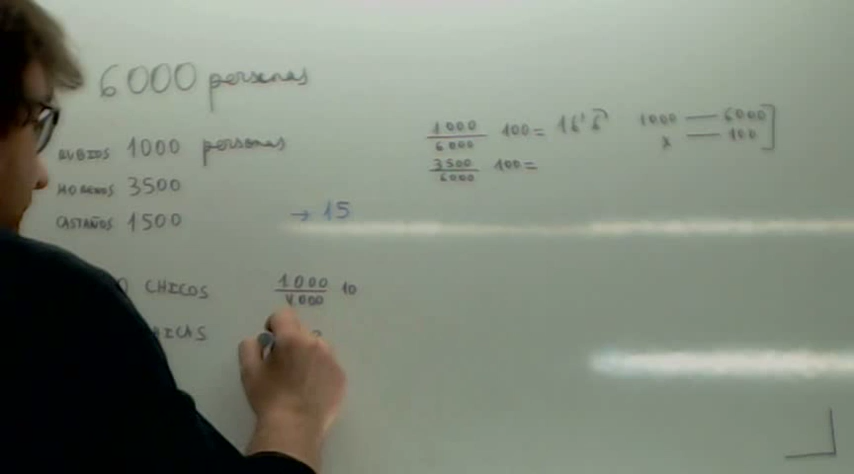 6000 personas
RUBIOS 1000 personas
MORENOS 3500
CASTAÑOS 1500
→ 15
CHICOS
1000
4000
10
1000
6000
100 = 16'6
3500
6000
100 =
1000 — 6000
x — 100